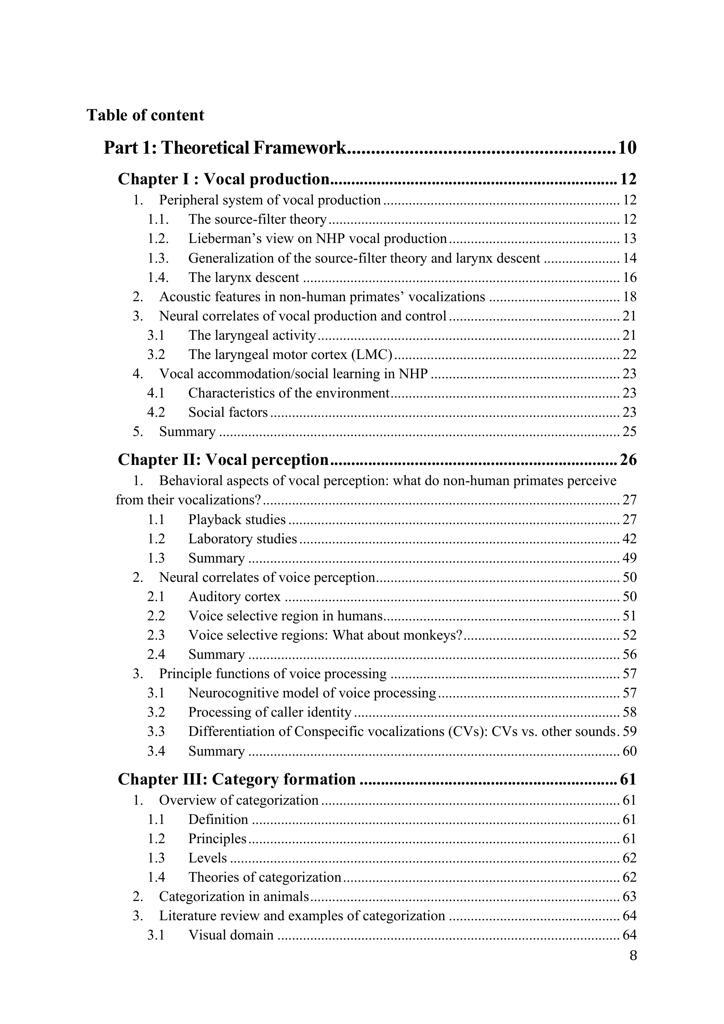 Table of content
Part 1: Theoretical Framework........................................................10
Chapter I : Vocal production.................................................................... 12
1. Peripheral system of vocal production ................................................................ 12
1.1. The source-filter theory............................................................................... 12
1.2. Lieberman’s view on NHP vocal production............................................... 13
1.3. Generalization of the source-filter theory and larynx descent ..................... 14
1.4. The larynx descent ...................................................................................... 16
2. Acoustic features in non-human primates’ vocalizations .................................... 18
3. Neural correlates of vocal production and control............................................... 21
3.1 The laryngeal activity.................................................................................. 21
3.2 The laryngeal motor cortex (LMC)............................................................. 22
4. Vocal accommodation/social learning in NHP .................................................... 23
4.1 Characteristics of the environment.............................................................. 23
4.2 Social factors ............................................................................................... 23
5. Summary ............................................................................................................. 25
Chapter II: Vocal perception.................................................................... 26
1. Behavioral aspects of vocal perception: what do non-human primates perceive
from their vocalizations?................................................................................................. 27
1.1 Playback studies .......................................................................................... 27
1.2 Laboratory studies ....................................................................................... 42
1.3 Summary ..................................................................................................... 49
2. Neural correlates of voice perception................................................................... 50
2.1 Auditory cortex ........................................................................................... 50
2.2 Voice selective region in humans................................................................ 51
2.3 Voice selective regions: What about monkeys?........................................... 52
2.4 Summary ..................................................................................................... 56
3. Principle functions of voice processing ............................................................... 57
3.1 Neurocognitive model of voice processing.................................................. 57
3.2 Processing of caller identity ........................................................................ 58
3.3 Differentiation of Conspecific vocalizations (CVs): CVs vs. other sounds. 59
3.4 Summary ..................................................................................................... 60
Chapter III: Category formation ............................................................. 61
1. Overview of categorization .................................................................................. 61
1.1 Definition .................................................................................................... 61
1.2 Principles..................................................................................................... 61
1.3 Levels .......................................................................................................... 62
1.4 Theories of categorization........................................................................... 62
2. Categorization in animals.................................................................................... 63
3. Literature review and examples of categorization ............................................... 64
3.1 Visual domain ............................................................................................. 64
8